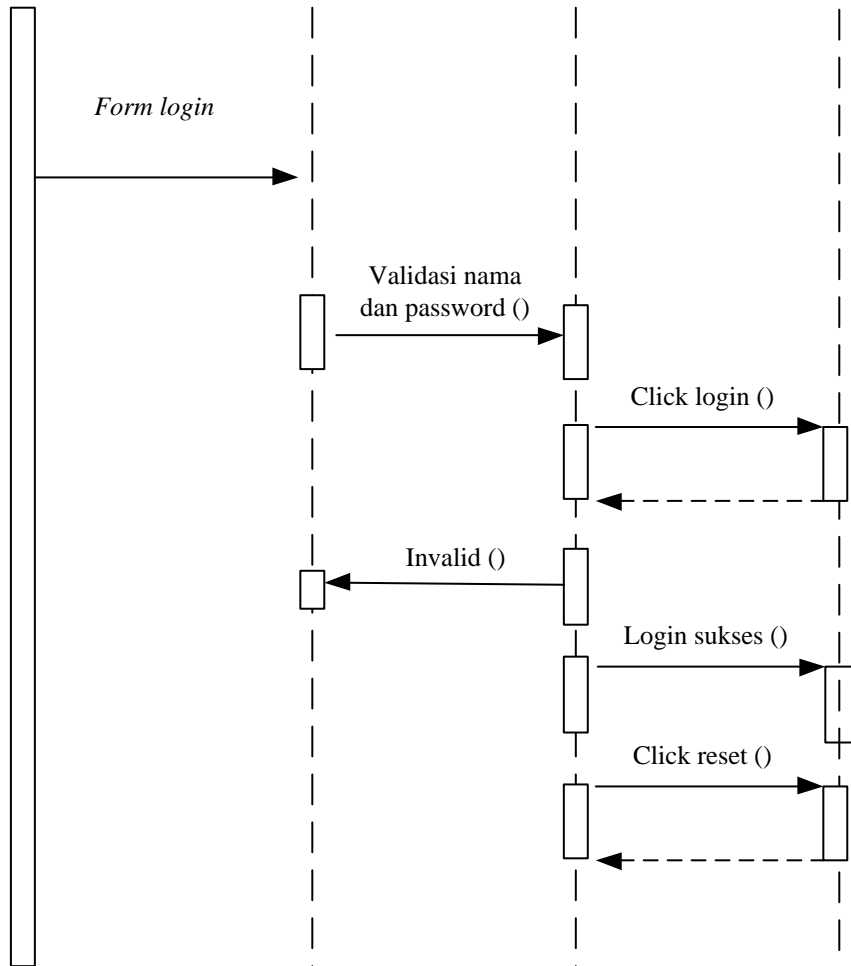 Form login
Validasi nama
dan password ()
Click login ()
Invalid ()
Login sukses ()
Click reset ()